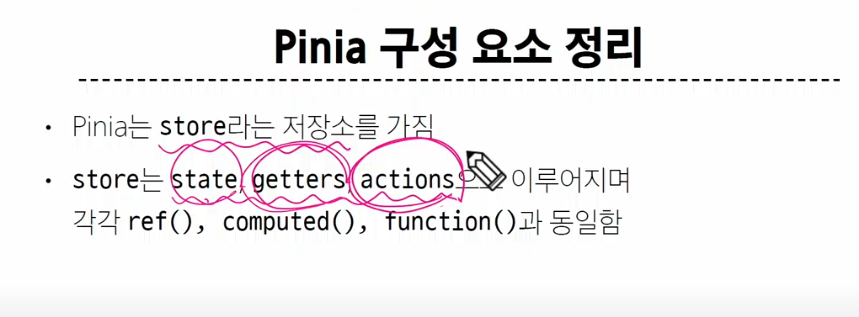 Pinia 구성 요소 정리
• Pinia는 store라는 저장소를 가짐
• store는 state, getters, actions으로 이루어지며
각각 ref(), computed(), function()과 동일함